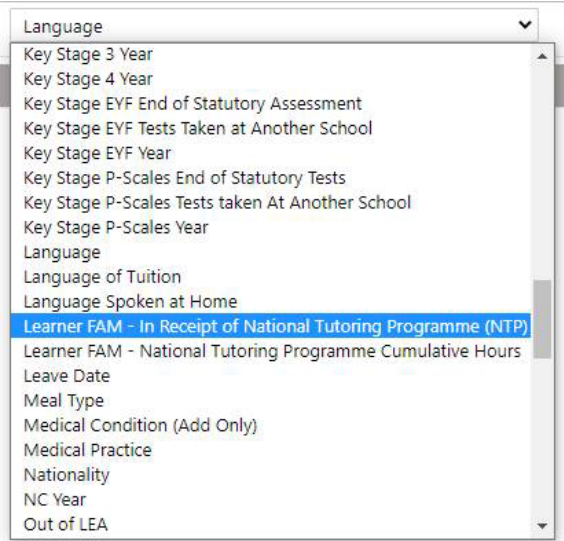 Language
Key Stage 3 Year
Key Stage 4 Year
Key Stage EYF End of Statutory Assessment
Key Stage EYF Tests Taken at Another School
Key Stage EYF Year
Key Stage P-Scales End of Statutory Tests
Key Stage P-Scales Tests taken At Another School
Key Stage P-Scales Year
Language
Language of Tuition
Language Spoken at Home
Learner FAM - In Receipt of National Tutoring Programme (NTP)
Learner FAM - National Tutoring Programme Cumulative Hours
Leave Date
Meal Type
Medical Condition (Add Only)
Medical Practice
Nationality
NC Year
Out of LEA